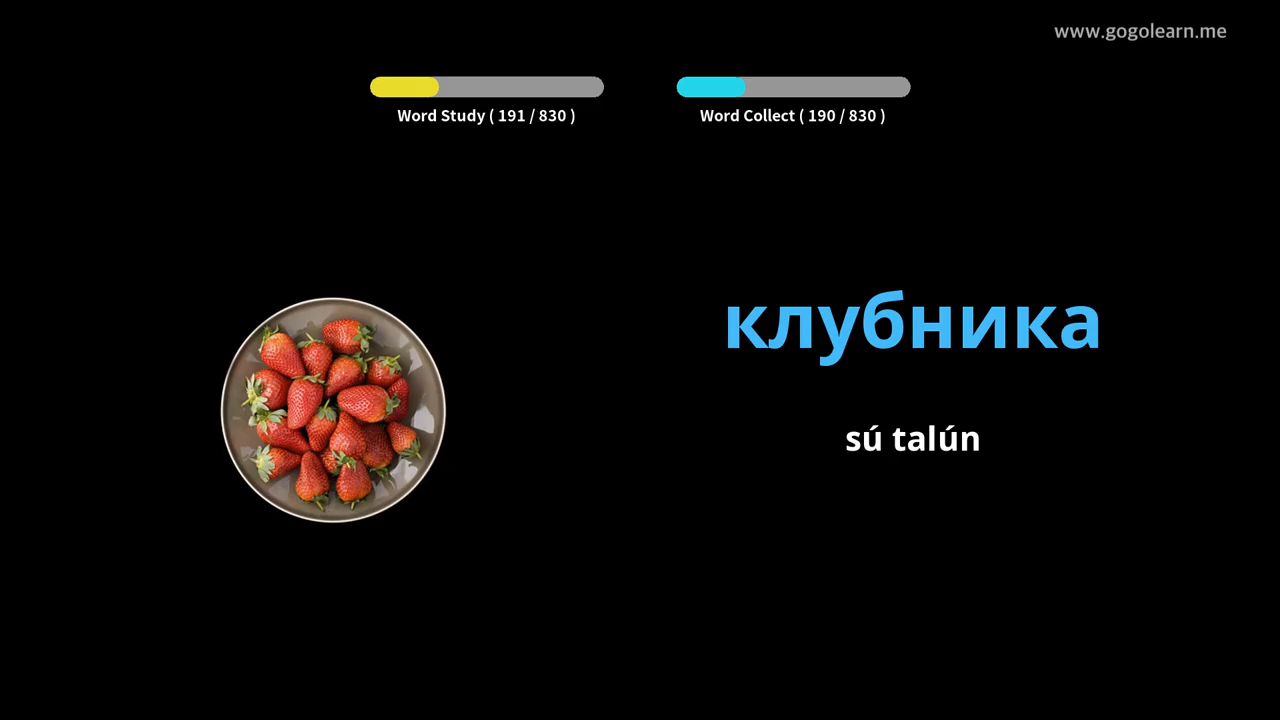 www.gogolearn.me
Word Study ( 191 / 830 )
Word Collect ( 190 / 830 )
клубника
sú talún